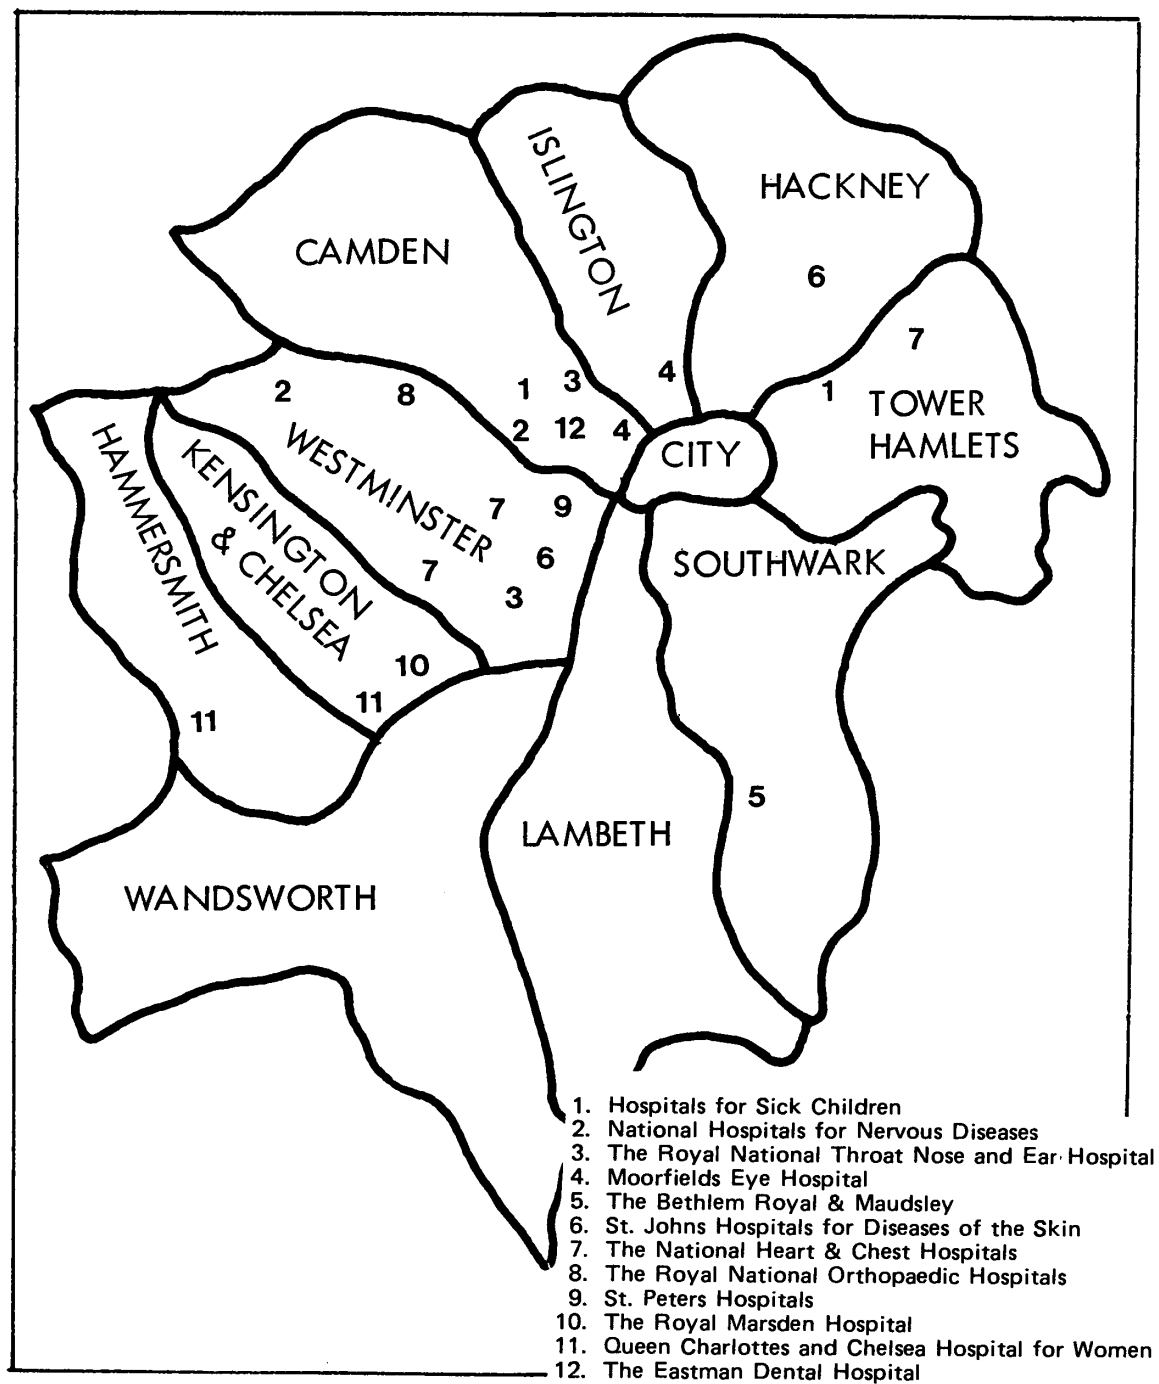 ISLINGTON
HACKNEY
CAMDEN
6
7
4
1
3
1
2
8
TOWER
HAMLETS
2
12
4
CITY
WESTMINSTER
HAMMERSMITH
KENSINGTON
& CHELSEA
7
9
6
7
3
SOUTHWARK
10
11
11
5
LAMBETH
WANDSWORTH
1. Hospitals for Sick Children
2. National Hospitals for Nervous Diseases
3. The Royal National Throat Nose and Ear Hospital
4. Moorfields Eye Hospital
5. The Bethlem Royal & Maudsley
6. St. Johns Hospitals for Diseases of the Skin
7. The National Heart & Chest Hospitals
8. The Royal National Orthopaedic Hospitals
9. St. Peters Hospitals
10. The Royal Marsden Hospital
11. Queen Charlottes and Chelsea Hospital for Women
12. The Eastman Dental Hospital